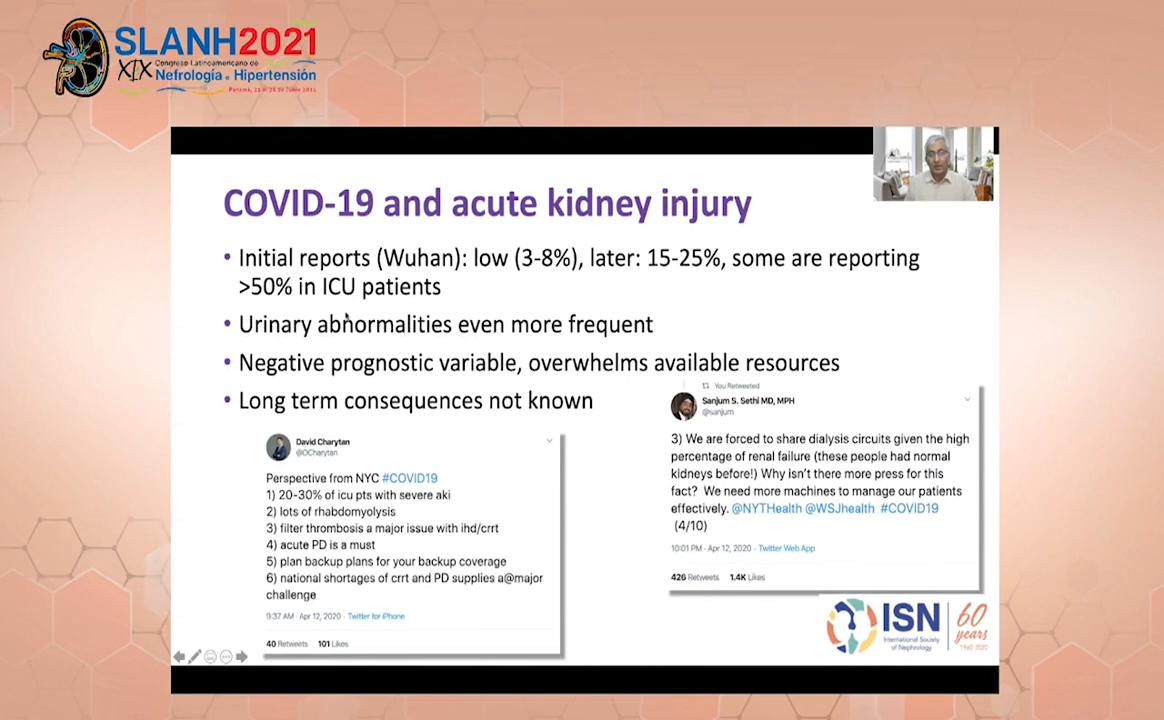 SLANH2021
XIX Congreso Latinoamericano de
Nefrología e Hipertensión
COVID-19 and acute kidney injury
• Initial reports (Wuhan): low (3-8%), later: 15-25%, some are reporting
>50% in ICU patients
• Urinary abnormalities even more frequent
• Negative prognostic variable, overwhelms available resources
• Long term consequences not known
David Charytan
@DCharytan
Perspective from NYC #COVID19
1) 20-30% of icu pts with severe aki
2) lots of rhabdomyolysis
3) filter thrombosis a major issue with ihd/crrt
4) acute PD is a must
5) plan backup plans for your backup coverage
6) national shortages of crrt and PD supplies a@major
challenge
9:37 AM · Apr 12, 2020 · Twitter for iPhone
40 Retweets 101 Likes
You Retweeted
Sanjum S. Sethi MD, MPH
@sanjum
3) We are forced to share dialysis circuits given the high
percentage of renal failure (these people had normal
kidneys before!) Why isn't there more press for this
fact? We need more machines to manage our patients
effectively. @NYTHealth @WSJhealth #COVID19
(4/10)
10:01 PM · Apr 12, 2020 · Twitter Web App
426 Retweets 1.4K Likes
ISN
International Society
of Nephrology
60
years
1960-2020